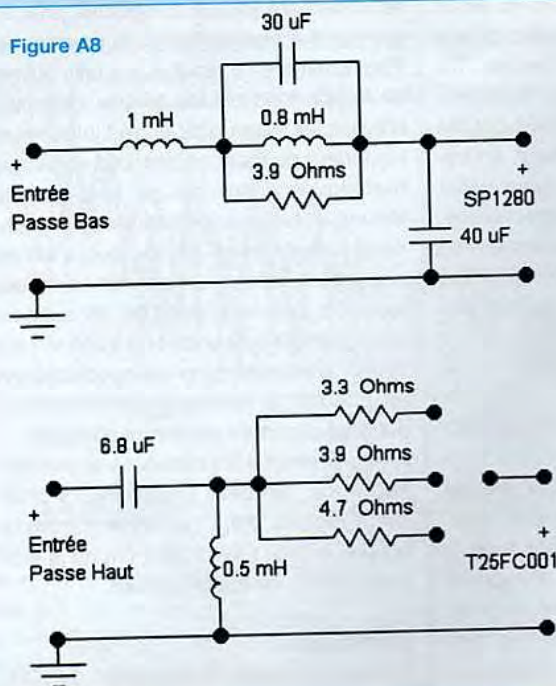 Figure A8
30 uF
1 mH
0.8 mH
3.9 Ohms
+
Entrée
Passe Bas
+
SP1280
40 uF
3.3 Ohms
6.8 uF
3.9 Ohms
4.7 Ohms
+
Entrée
Passe Haut
0.5 mH
+
T25FC001